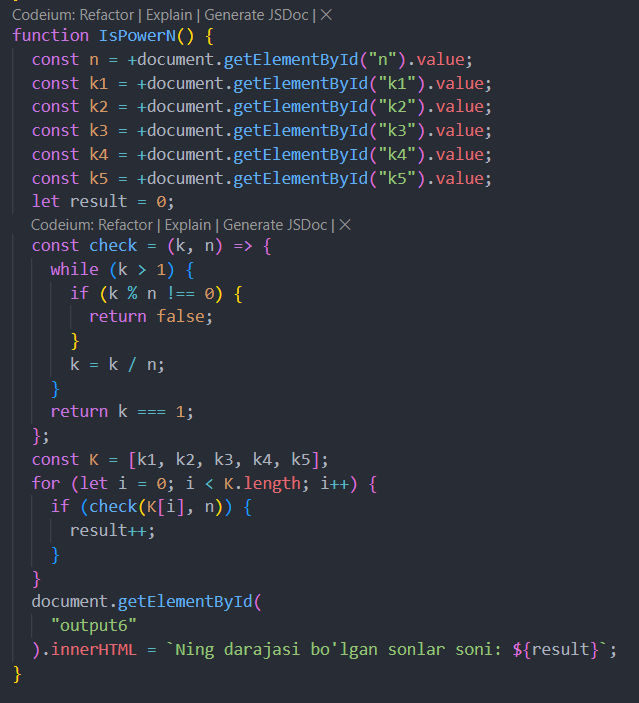 Codeium: Refactor | Explain | Generate JSDoc | ×
function IsPowerN() {
  const n = +document.getElementById("n").value;
  const k1 = +document.getElementById("k1").value;
  const k2 = +document.getElementById("k2").value;
  const k3 = +document.getElementById("k3").value;
  const k4 = +document.getElementById("k4").value;
  const k5 = +document.getElementById("k5").value;
  let result = 0;
  Codeium: Refactor | Explain | Generate JSDoc | ×
  const check = (k, n) => {
    while (k > 1) {
      if (k % n !== 0) {
        return false;
      }
      k = k / n;
    }
    return k === 1;
  };
  const K = [k1, k2, k3, k4, k5];
  for (let i = 0; i < K.length; i++) {
    if (check(K[i], n)) {
      result++;
    }
  }
  document.getElementById(
    "output6"
  ).innerHTML = `Ning darajasi bo'lgan sonlar soni: ${result}`;
}